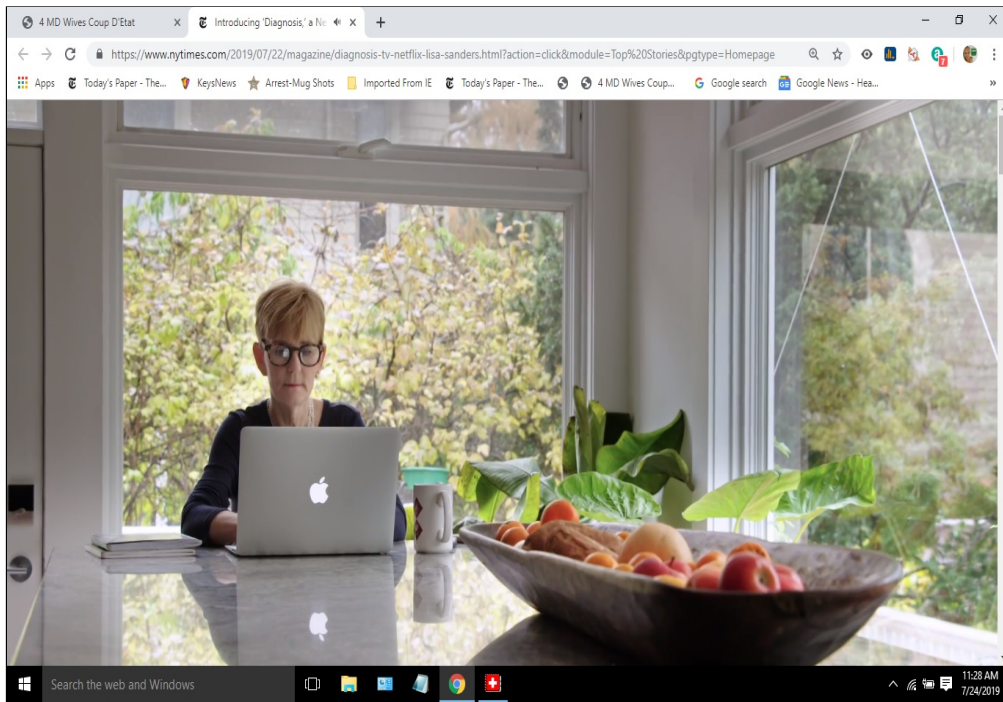 4 MD Wives Coup D'Etat
Introducing 'Diagnosis,' a Ne
https://www.nytimes.com/2019/07/22/magazine/diagnosis-tv-netflix-lisa-sanders.html?action=click&module=Top%20Stories&pgtype=Homepage
7
Apps Today's Paper - The... KeysNews Arrest-Mug Shots Imported From IE Today's Paper - The... 4 MD Wives Coup... Google search Google News - Hea... »
Search the web and Windows
11:28 AM
7/24/2019